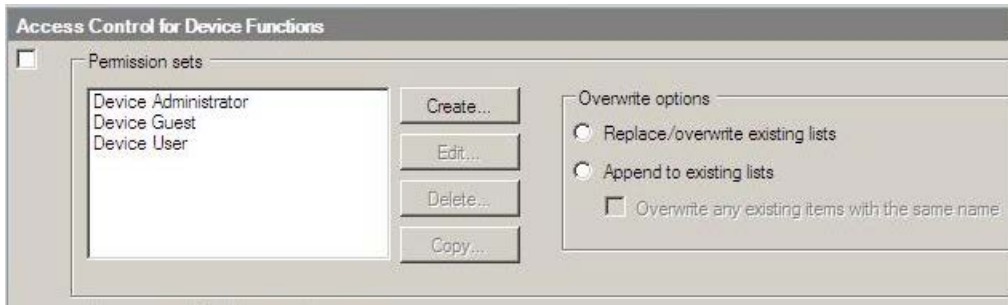 Access Control for Device Functions
Permission sets
Device Administrator
Device Guest
Device User
Create...
Edit...
Delete...
Copy...
Overwrite options
Replace/overwrite existing lists
Append to existing lists
Overwrite any existing items with the same name